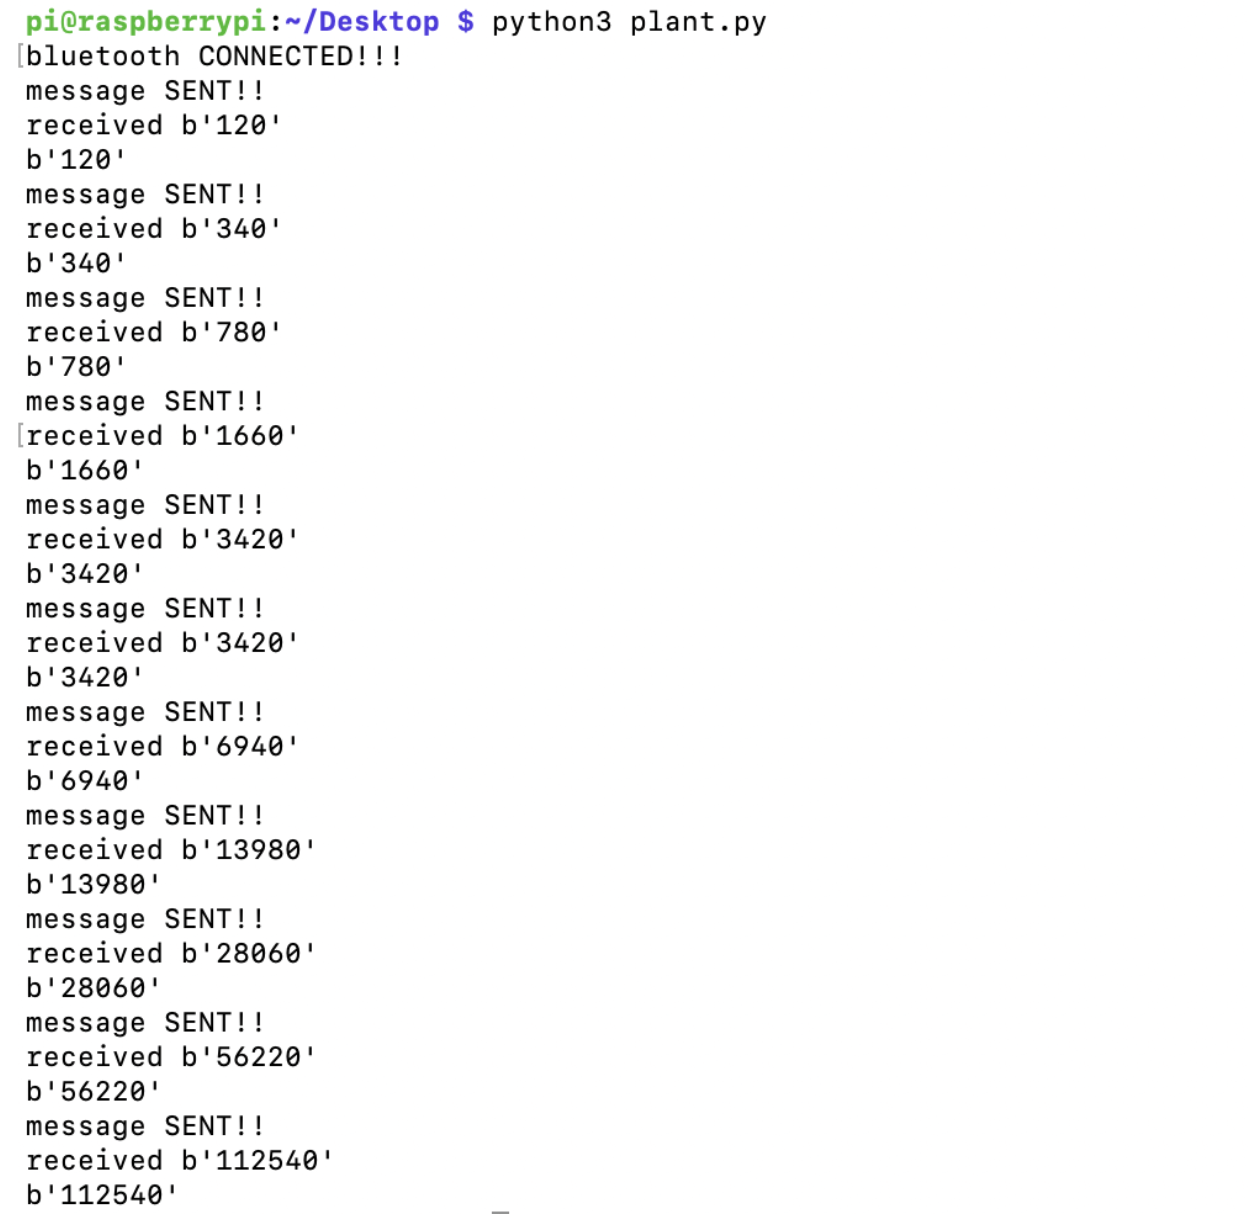 pi@raspberrypi:~/Desktop $ python3 plant.py
[bluetooth CONNECTED!!!
message SENT!!
received b'120'
b'120'
message SENT!!
received b'340'
b'340'
message SENT!!
received b'780'
b'780'
message SENT!!
[received b'1660'
b'1660'
message SENT!!
received b'3420'
b'3420'
message SENT!!
received b'3420'
b'3420'
message SENT!!
received b'6940'
b'6940'
message SENT!!
received b'13980'
b'13980'
message SENT!!
received b'28060'
b'28060'
message SENT!!
received b'56220'
b'56220'
message SENT!!
received b'112540'
b'112540'